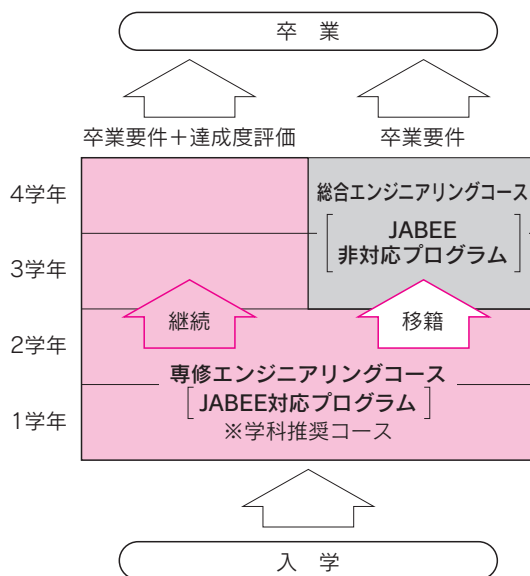 卒 業
卒業要件＋達成度評価
卒業要件
4学年
総合エンジニアリングコース
JABEE
非対応プログラム
3学年
継続
移籍
2学年
専修エンジニアリングコース
[JABEE対応プログラム]
※学科推奨コース
1学年
入 学